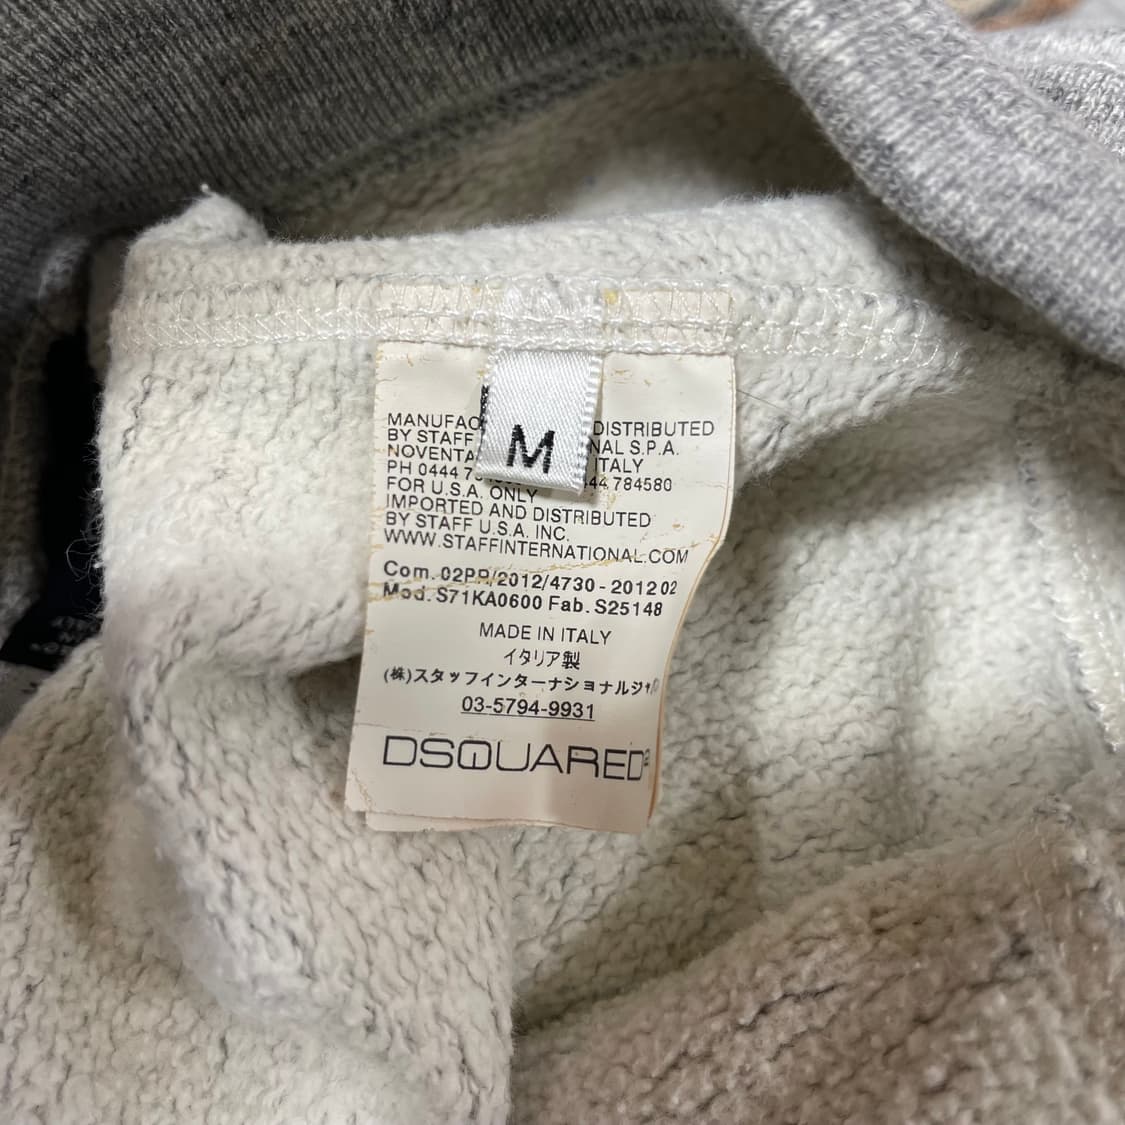 M
MANUFAC DISTRIBUTED
BY STAFF NAL S.P.A.
NOVENTA ITALY
PH 0444 44 784580
FOR U.S.A. ONLY
IMPORTED AND DISTRIBUTED
BY STAFF U.S.A. INC.
WWW.STAFFINTERNATIONAL.COM
Com. 02PR/2012/4730 - 2012 02
Mod. S71KA0600 Fab. S25148
MADE IN ITALY
イタリア製
(株)スタッフインターナショナルジャパ
03-5794-9931
DSQUARED2